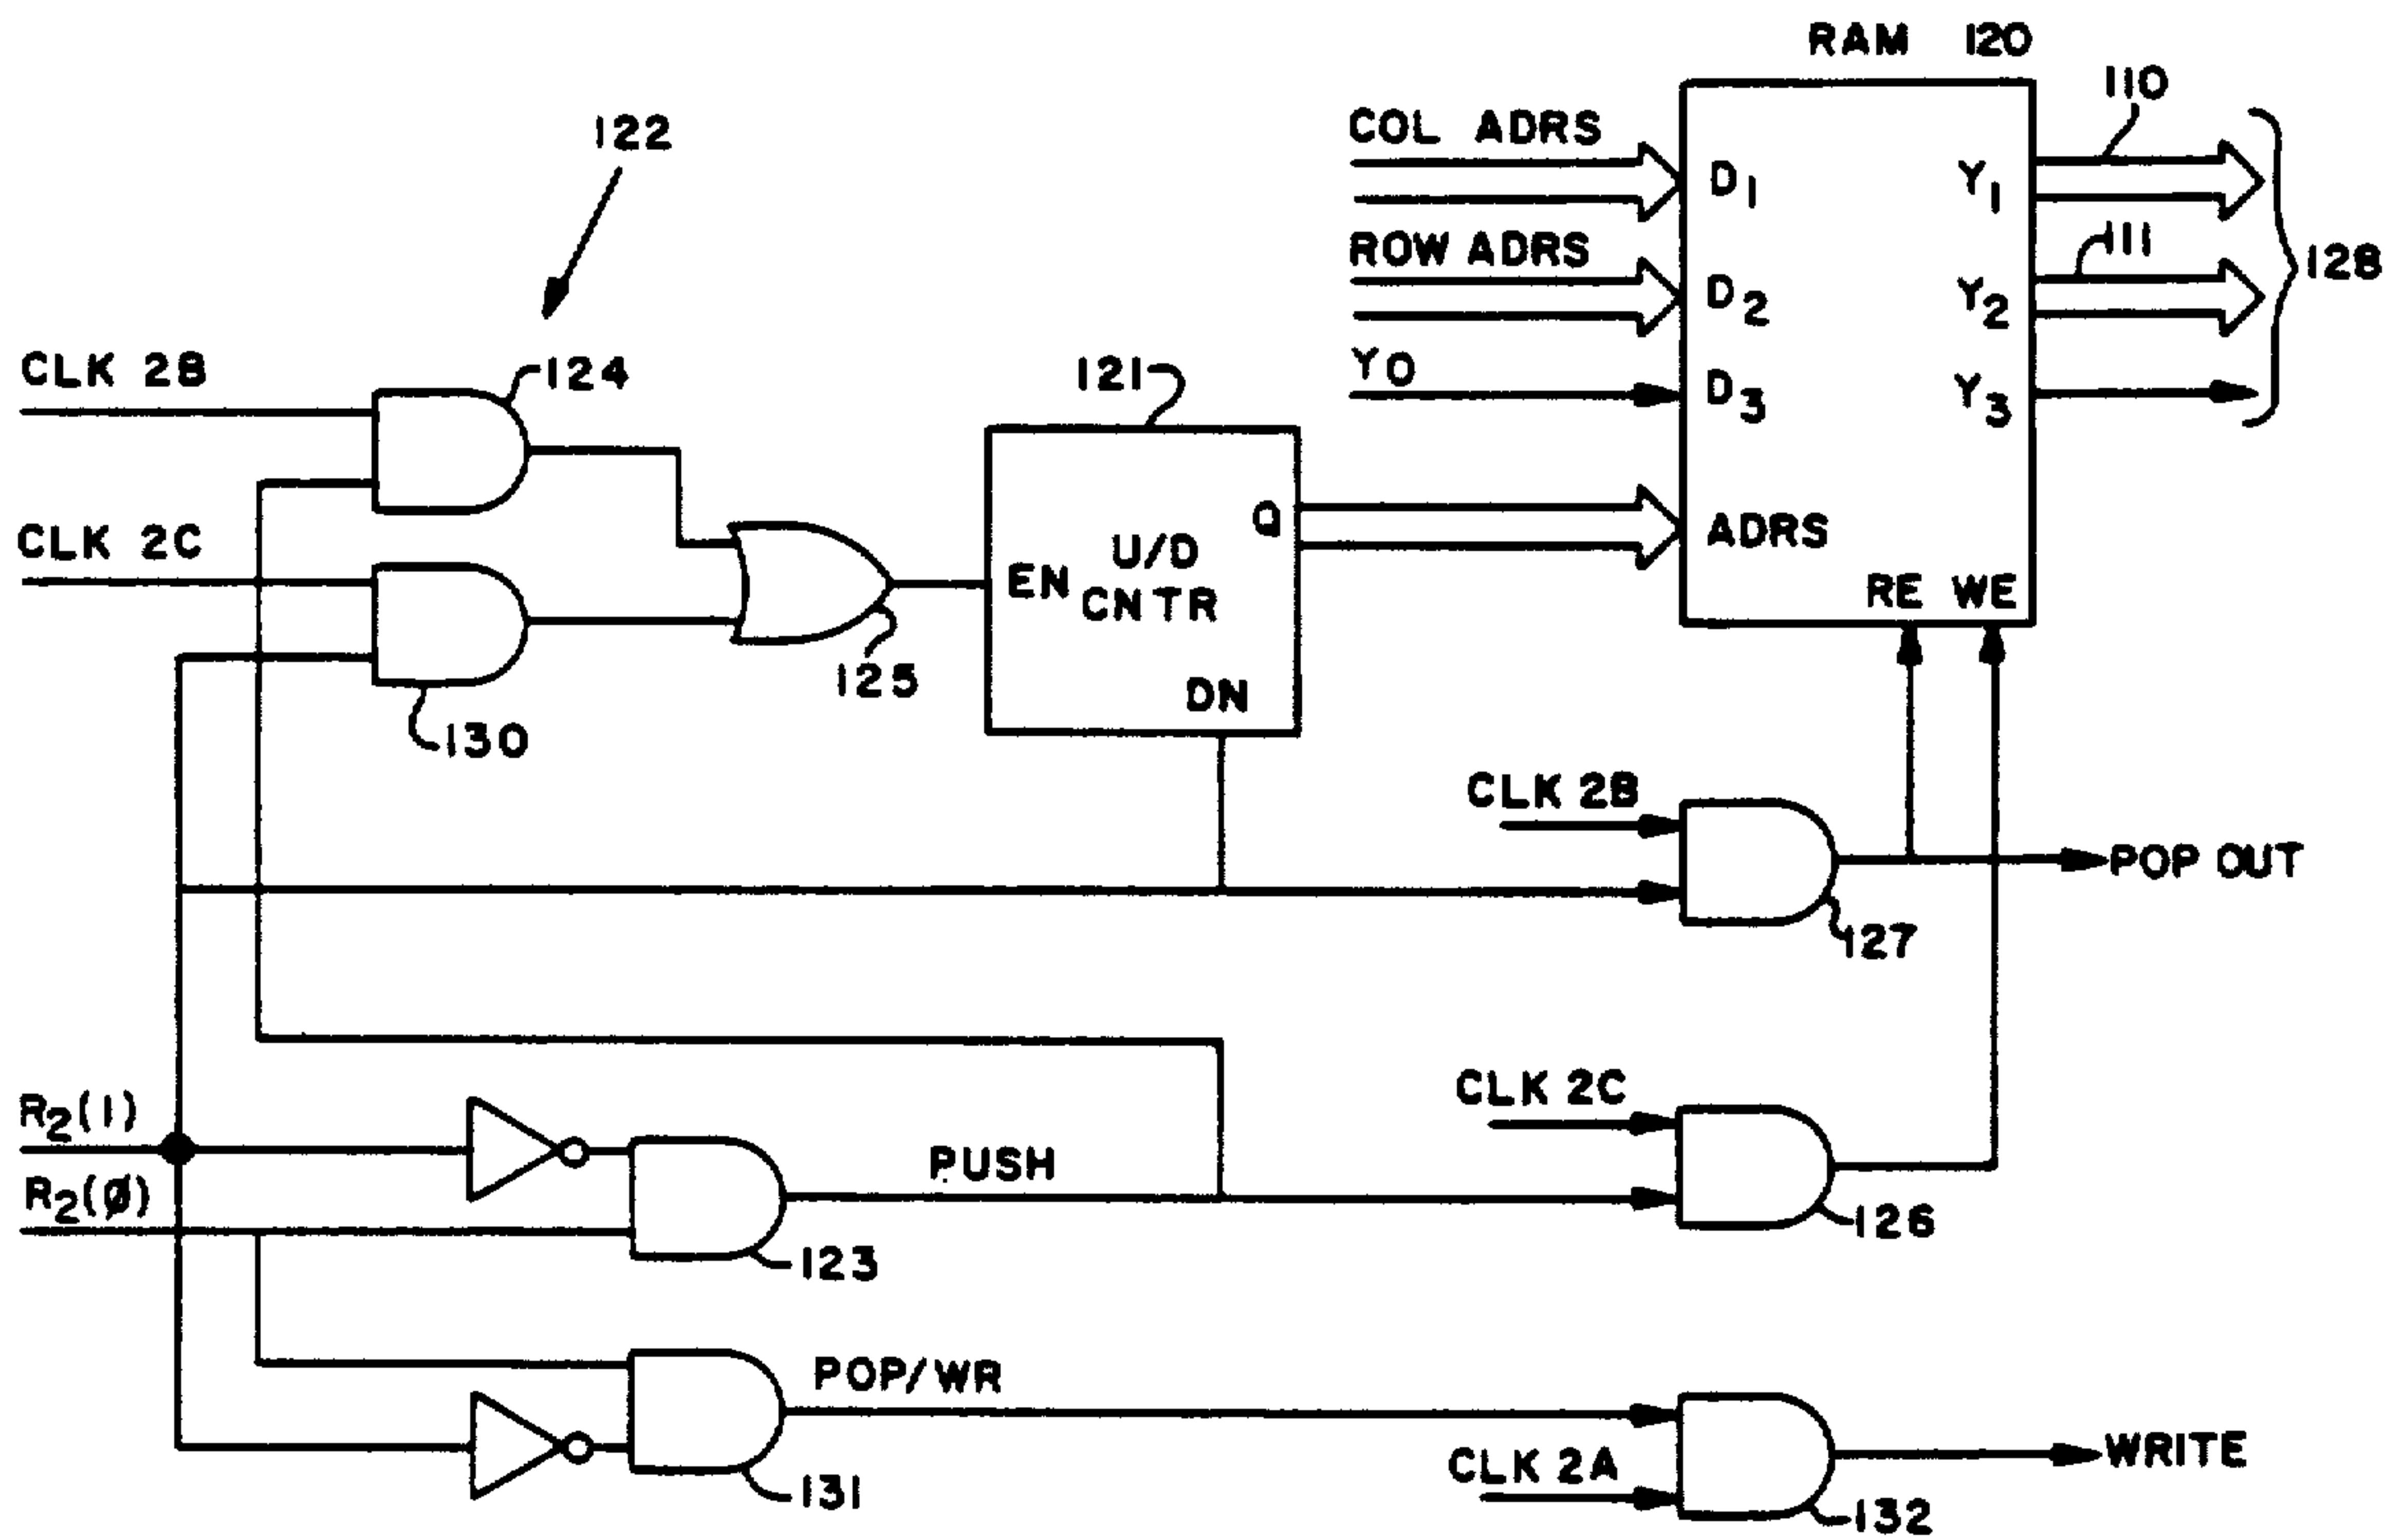 RAM 120
110
122
COL ADRS
D1
Y1
111
ROW ADRS
D2
Y2
128
CLK 2B
124
121
Y0
D3
Y3
CLK 2C
Q
U/D
CNTR
EN
ADRS
RE WE
125
DN
130
CLK 2B
POP OUT
127
R2(1)
CLK 2C
R2(Ø)
PUSH
126
123
POP/WR
CLK 2A
WRITE
131
132